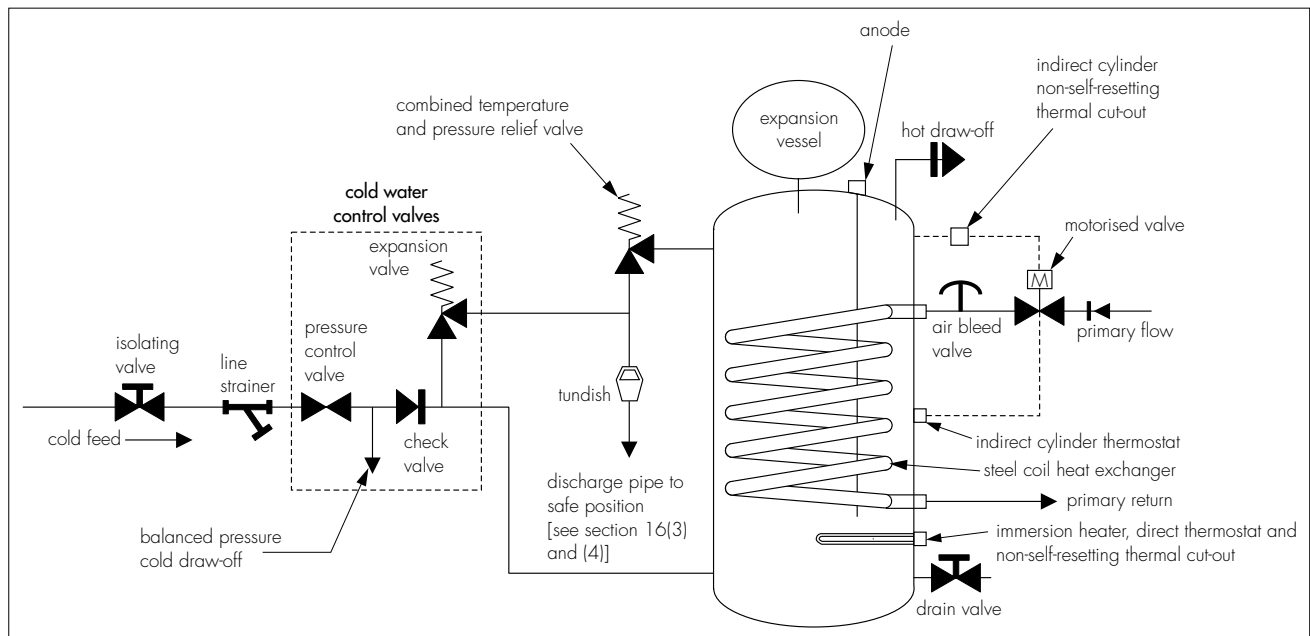 anode
indirect cylinder
non-self-resetting
thermal cut-out
combined temperature
and pressure relief valve
expansion
vessel
hot draw-off
cold water
control valves
motorised valve
expansion
valve
M
isolating
valve
line
strainer
pressure
control
valve
air bleed
valve
primary flow
tundish
cold feed
check
valve
indirect cylinder thermostat
steel coil heat exchanger
discharge pipe to
safe position
[see section 16(3)
and (4)]
primary return
balanced pressure
cold draw-off
immersion heater, direct thermostat and
non-self-resetting thermal cut-out
drain valve